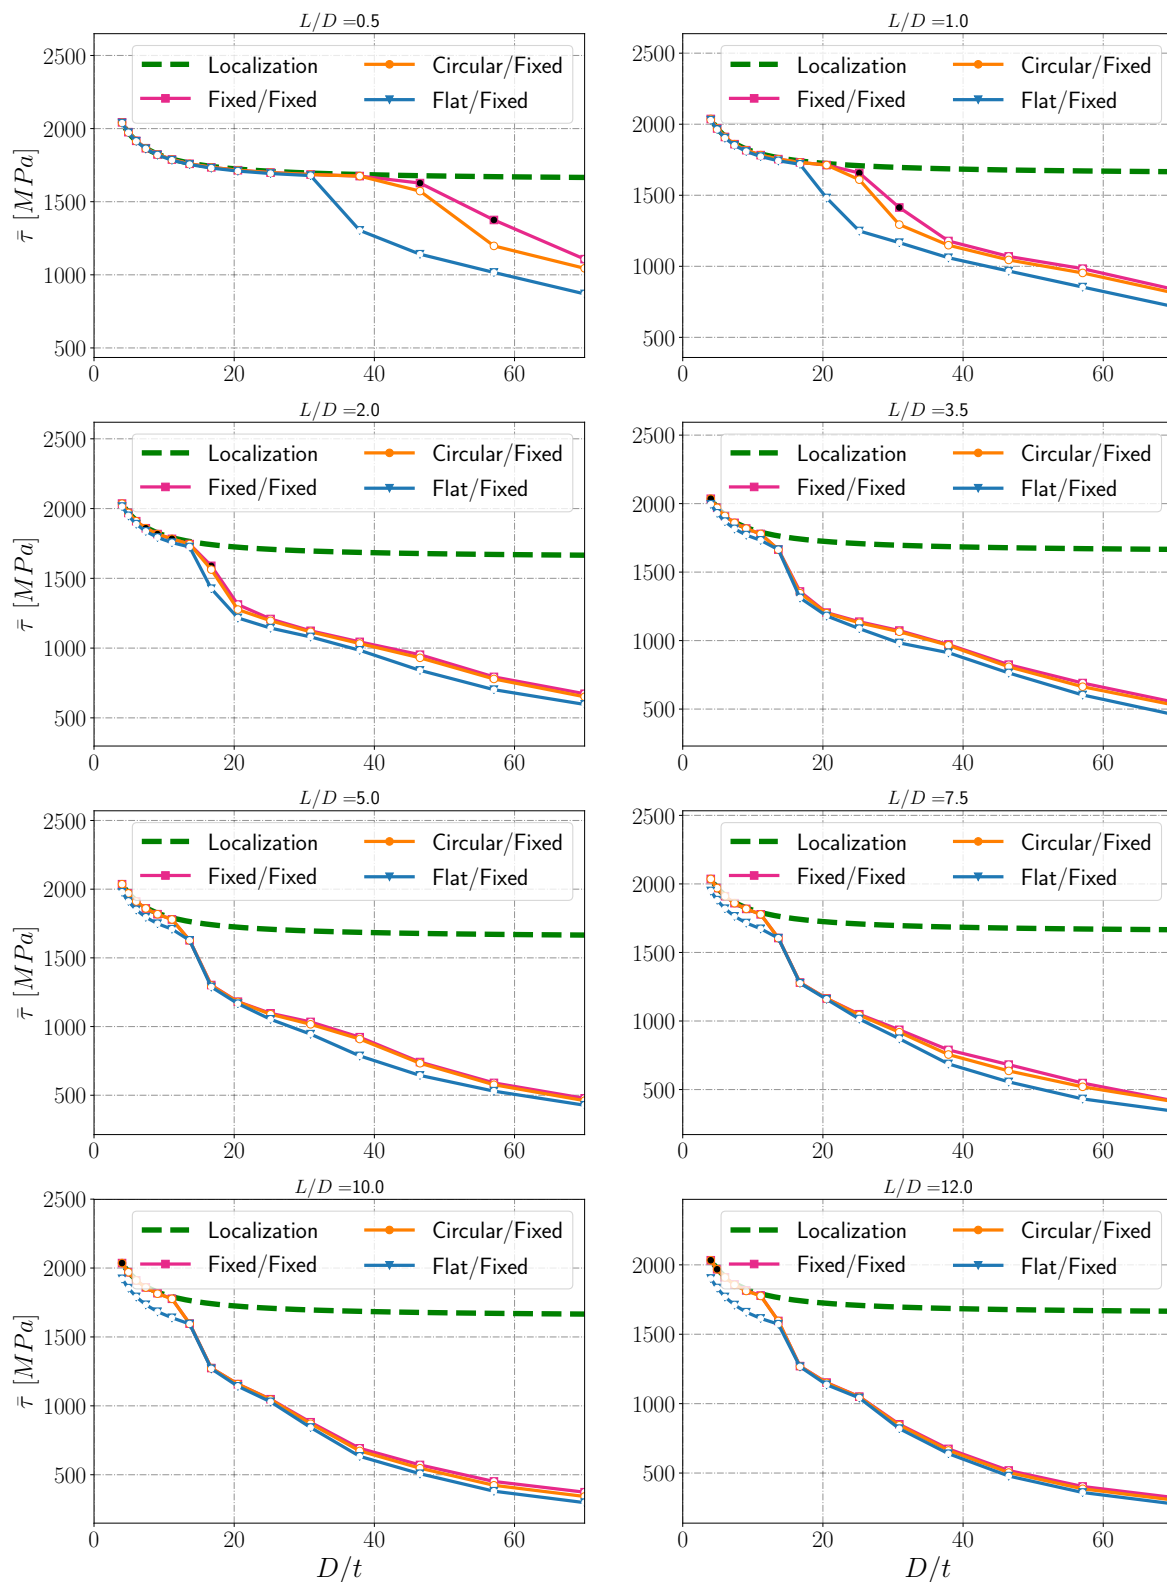 L/D =0.5
2500
2000
1500
1000
500
τ̄ [MPa]
Localization
Fixed/Fixed
Circular/Fixed
Flat/Fixed
0 20 40 60
L/D =1.0
2500
2000
1500
1000
500
Localization
Fixed/Fixed
Circular/Fixed
Flat/Fixed
0 20 40 60
L/D =2.0
2500
2000
1500
1000
500
τ̄ [MPa]
Localization
Fixed/Fixed
Circular/Fixed
Flat/Fixed
0 20 40 60
L/D =3.5
2500
2000
1500
1000
500
Localization
Fixed/Fixed
Circular/Fixed
Flat/Fixed
0 20 40 60
L/D =5.0
2500
2000
1500
1000
500
τ̄ [MPa]
Localization
Fixed/Fixed
Circular/Fixed
Flat/Fixed
0 20 40 60
L/D =7.5
2500
2000
1500
1000
500
Localization
Fixed/Fixed
Circular/Fixed
Flat/Fixed
0 20 40 60
L/D =10.0
2500
2000
1500
1000
500
τ̄ [MPa]
Localization
Fixed/Fixed
Circular/Fixed
Flat/Fixed
0 20 40 60
D/t
L/D =12.0
2000
1500
1000
500
Localization
Fixed/Fixed
Circular/Fixed
Flat/Fixed
0 20 40 60
D/t